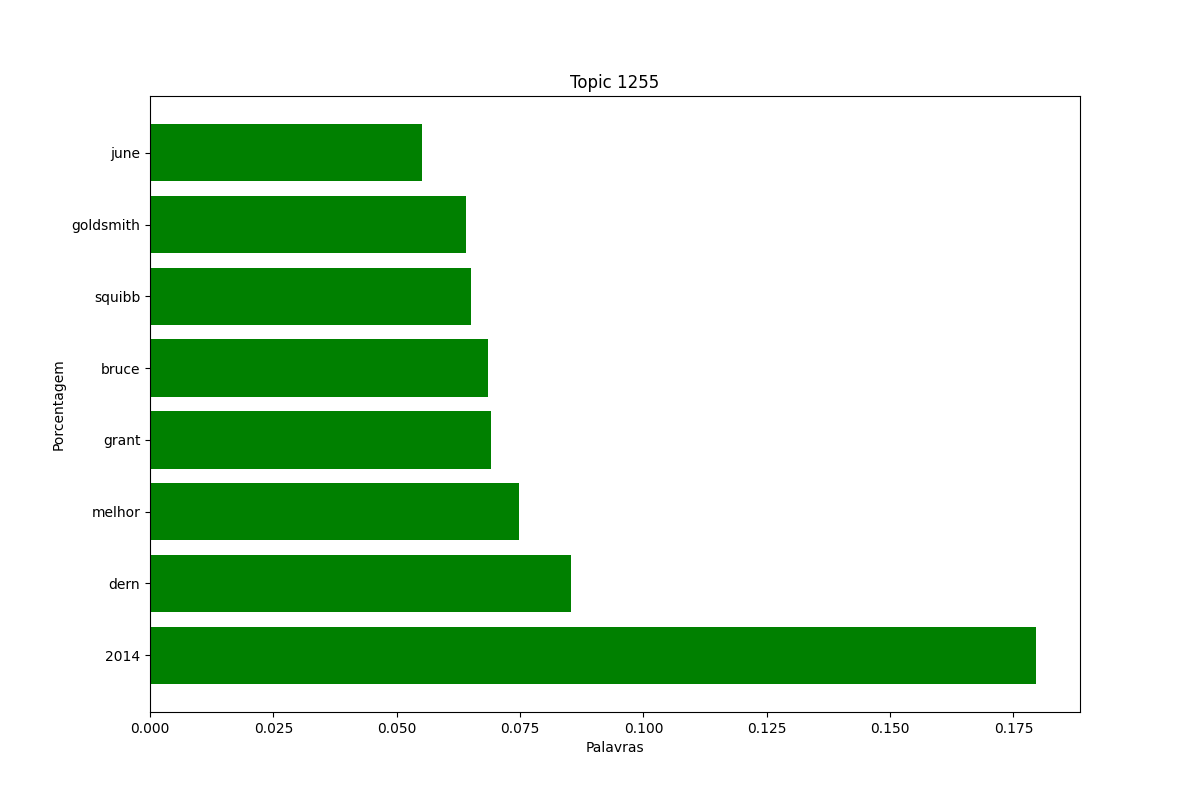 Topic 1255
june
goldsmith
squibb
bruce
grant
melhor
dern
2014
Porcentagem
0.000 0.025 0.050 0.075 0.100 0.125 0.150 0.175
Palavras